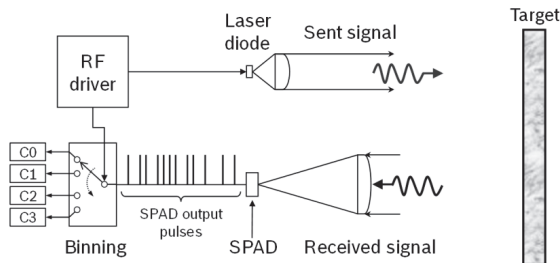 Laser
diode
Sent signal
Target
RF
driver
C0
C1
C2
C3
SPAD output
pulses
Binning
SPAD
Received signal